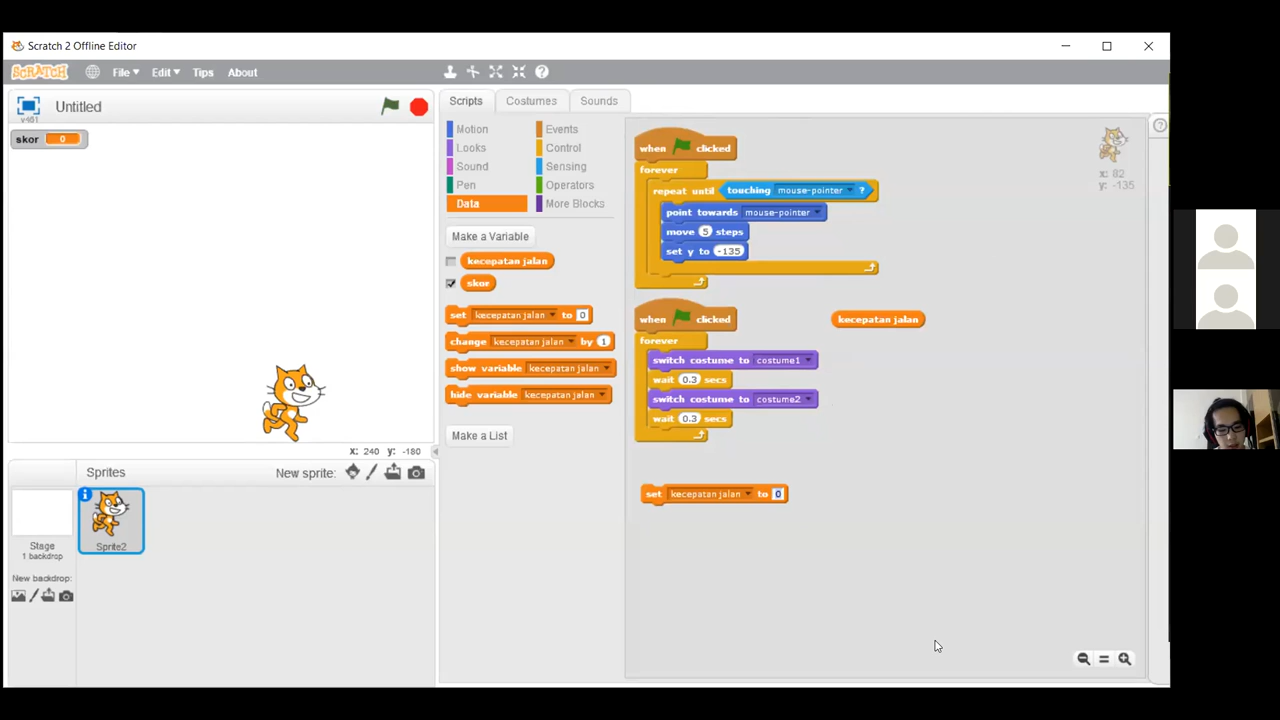 Scratch 2 Offline Editor
SCRATCH File Edit Tips About
Untitled
v461
skor 0
x: 240 y: -180
Sprites New sprite:
Stage
1 backdrop
New backdrop:
Sprite2
Scripts Costumes Sounds
Motion Events
Looks Control
Sound Sensing
Pen Operators
Data More Blocks
Make a Variable
kecepatan jalan
skor
set kecepatan jalan to 0
change kecepatan jalan by 1
show variable kecepatan jalan
hide variable kecepatan jalan
Make a List
when clicked
forever
repeat until touching mouse-pointer ?
point towards mouse-pointer
move 5 steps
set y to -135
when clicked
forever
switch costume to costume1
wait 0.3 secs
switch costume to costume2
wait 0.3 secs
kecepatan jalan
set kecepatan jalan to 0
x: 82
y: -135